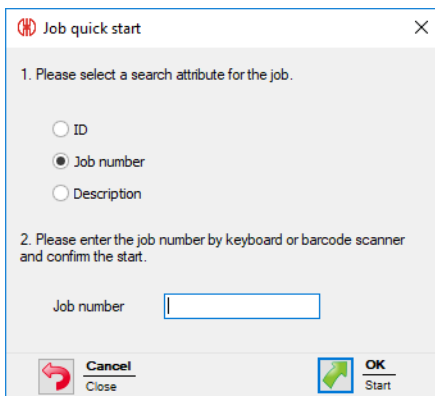 Job quick start
1. Please select a search attribute for the job.
ID
Job number
Description
2. Please enter the job number by keyboard or barcode scanner
and confirm the start.
Job number
Cancel
Close
OK
Start